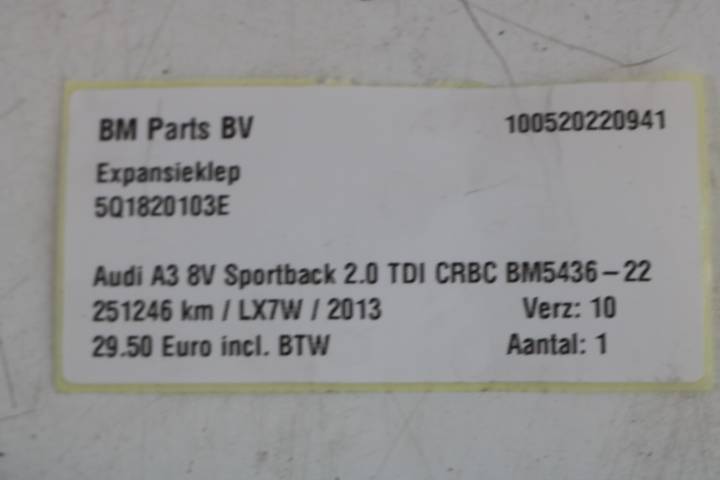 BM Parts BV 100520220941
Expansieklep
5Q1820103E
Audi A3 8V Sportback 2.0 TDI CRBC BM5436-22
251246 km / LX7W / 2013 Verz: 10
29.50 Euro incl. BTW Aantal: 1